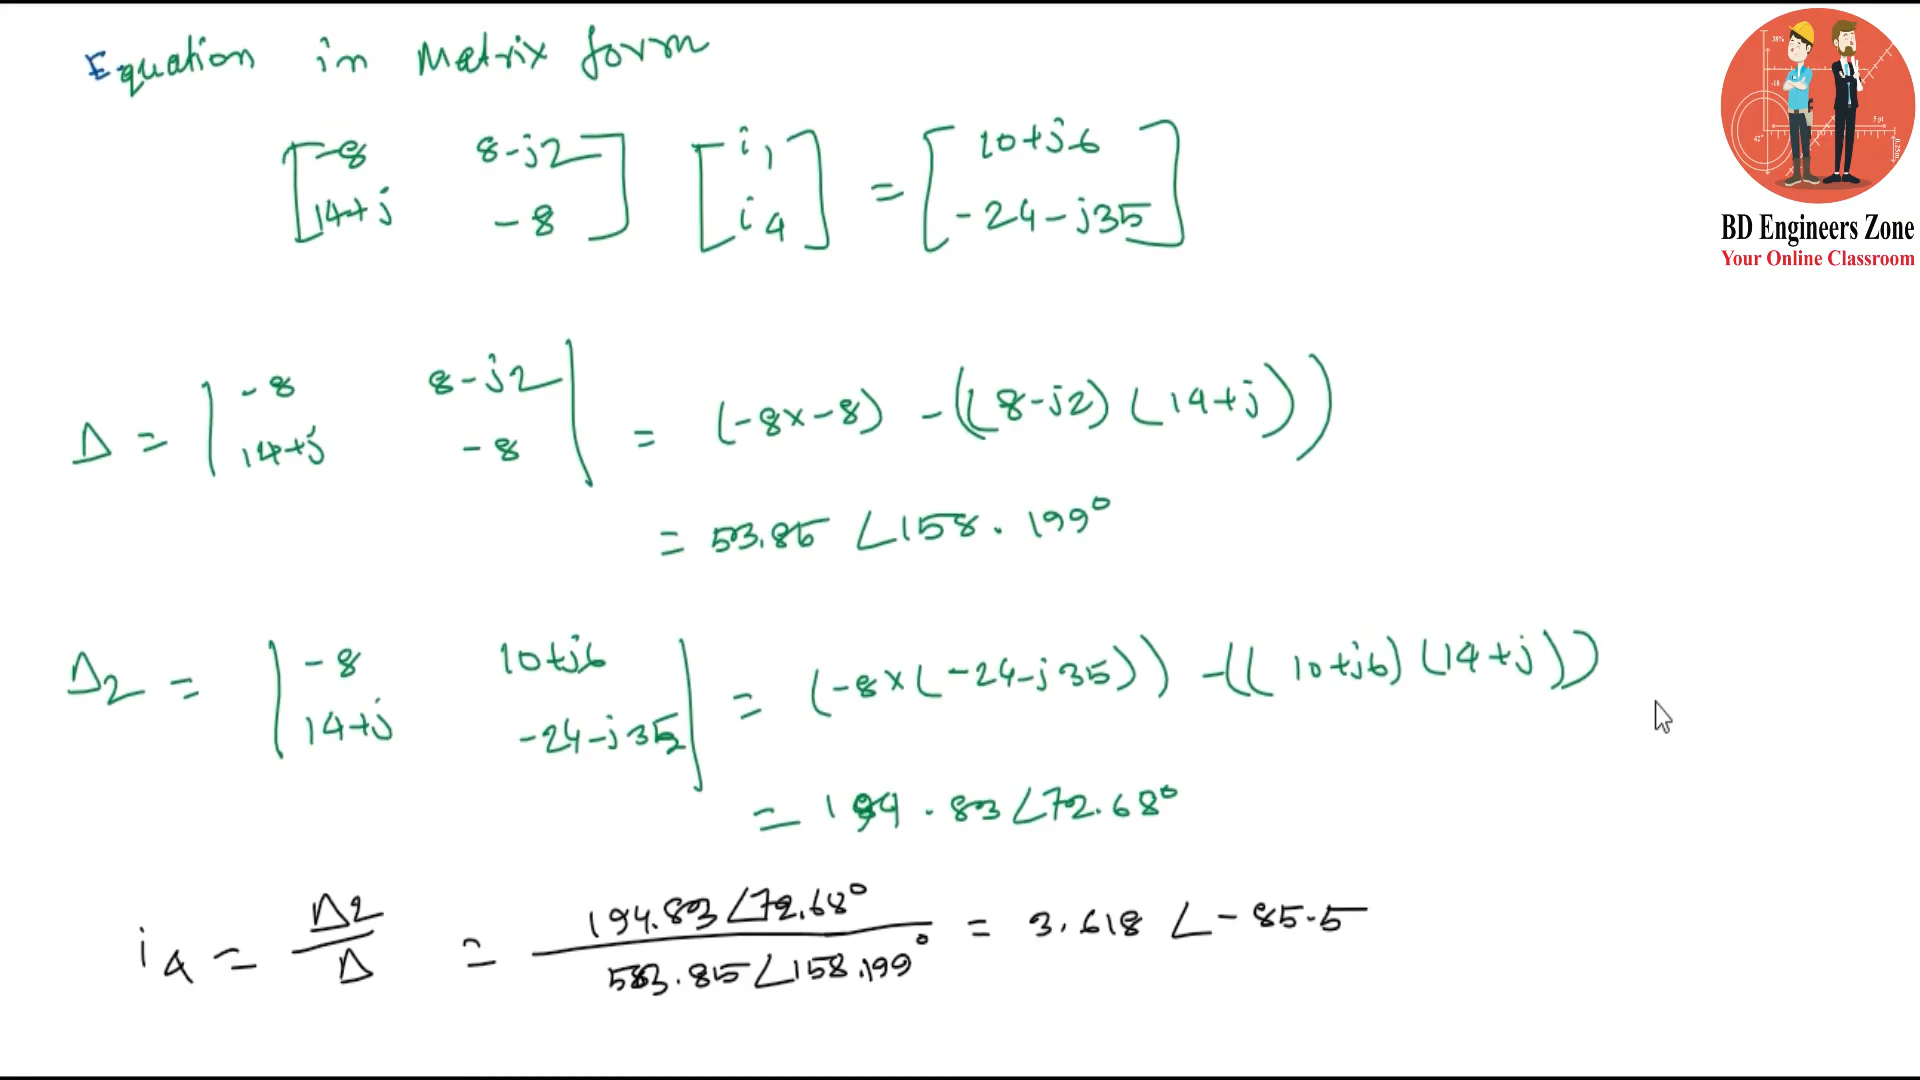 Equation in Matrix form
[-8 8-j2] [i1] = [10+j6]
[14+j -8] [i4] [-24-j35]
Δ = |-8 8-j2| = (-8×-8) -((8-j2)(14+j))
|14+j -8|
= 53.85 ∠158.199°
Δ2 = |-8 10+j6| = (-8×(-24-j35)) -((10+j6)(14+j))
|14+j -24-j35|
= 194.83∠72.68°
i4 = Δ2/Δ = 194.83∠72.68° / 53.85∠158.199° = 3.618 ∠-85.5
BD Engineers Zone
Your Online Classroom